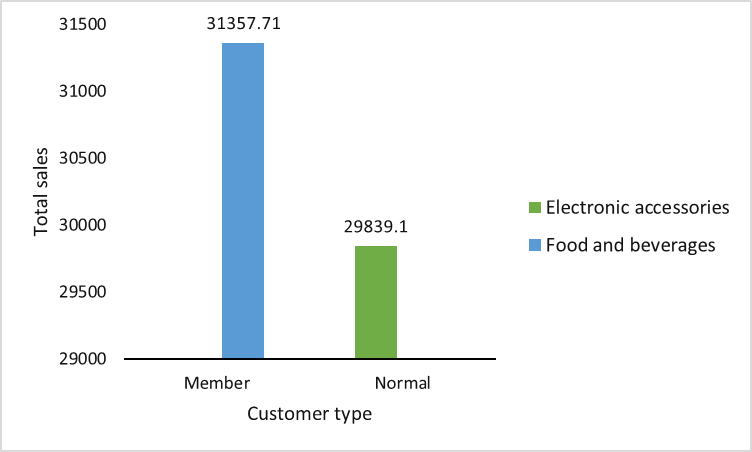 31500
31000
30500
30000
29500
29000
Total sales
31357.71
29839.1
Member
Normal
Customer type
Electronic accessories
Food and beverages